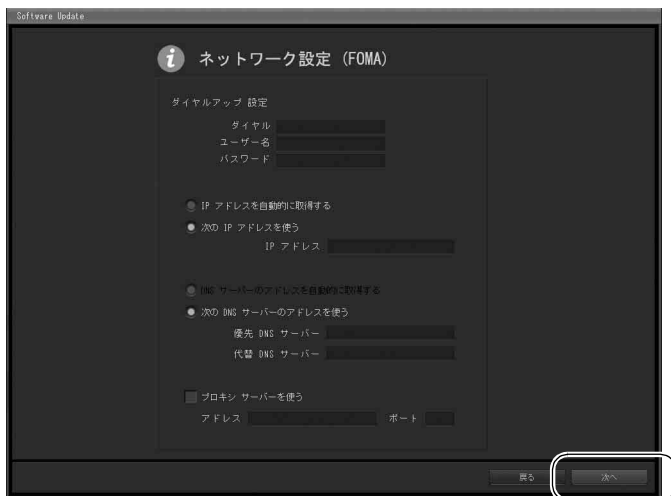 Software Update
ネットワーク設定 (FOMA)
ダイヤルアップ 設定
ダイヤル
ユーザー名
パスワード
IP アドレスを自動的に取得する
次の IP アドレスを使う
IP アドレス
DNS サーバーのアドレスを自動的に取得する
次の DNS サーバーのアドレスを使う
優先 DNS サーバー
代替 DNS サーバー
プロキシ サーバーを使う
アドレス ポート
戻る 次へ